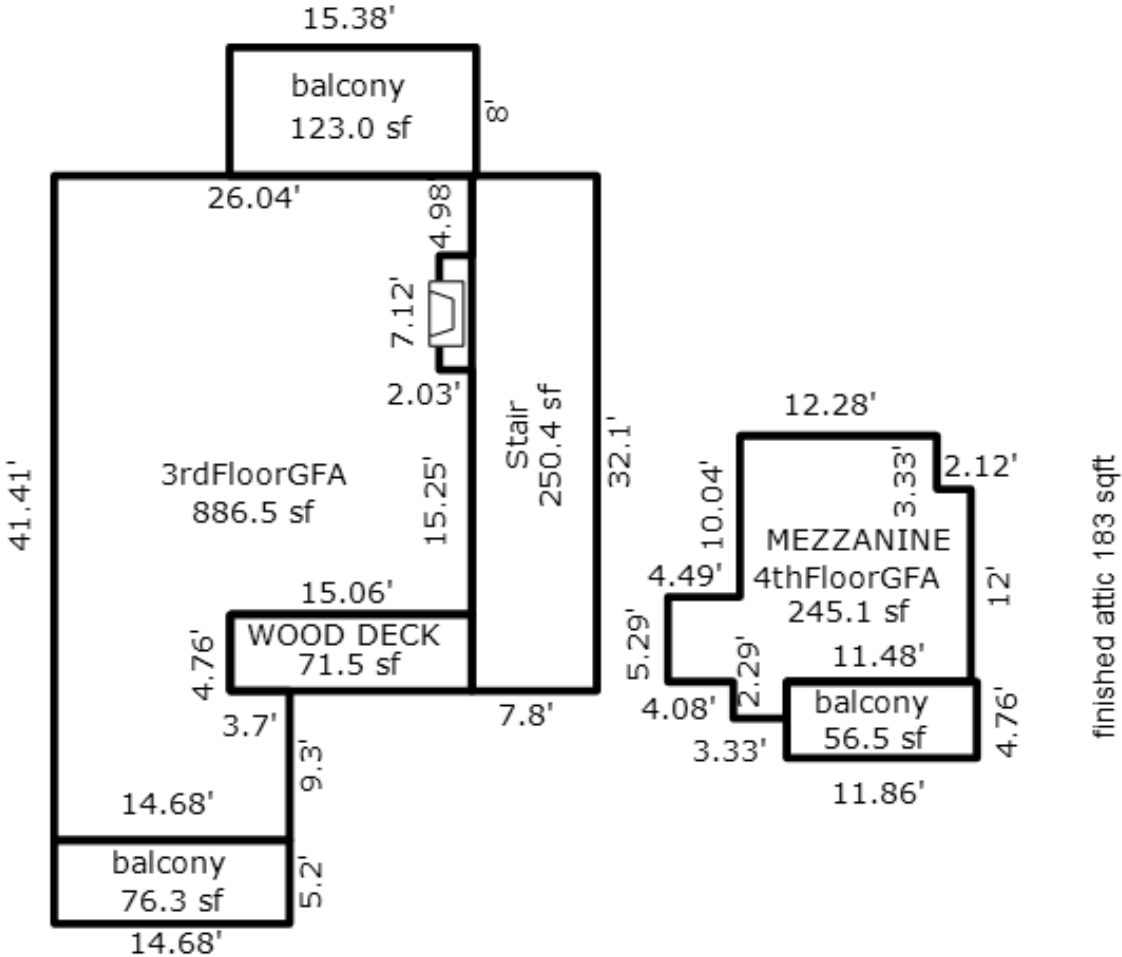 15.38'
balcony
123.0 sf
8'
26.04'
4.98'
7.12'
2.03'
Stair
250.4 sf
32.1'
41.41'
3rdFloorGFA
886.5 sf
15.25'
15.06'
WOOD DECK
71.5 sf
4.76'
3.7'
7.8'
9.3'
14.68'
balcony
76.3 sf
5.2'
14.68'
12.28'
3.33'
2.12'
10.04'
MEZZANINE
4thFloorGFA
245.1 sf
4.49'
12'
5.29'
2.29'
11.48'
4.08'
balcony
56.5 sf
4.76'
3.33'
11.86'
finished attic 183 sqft